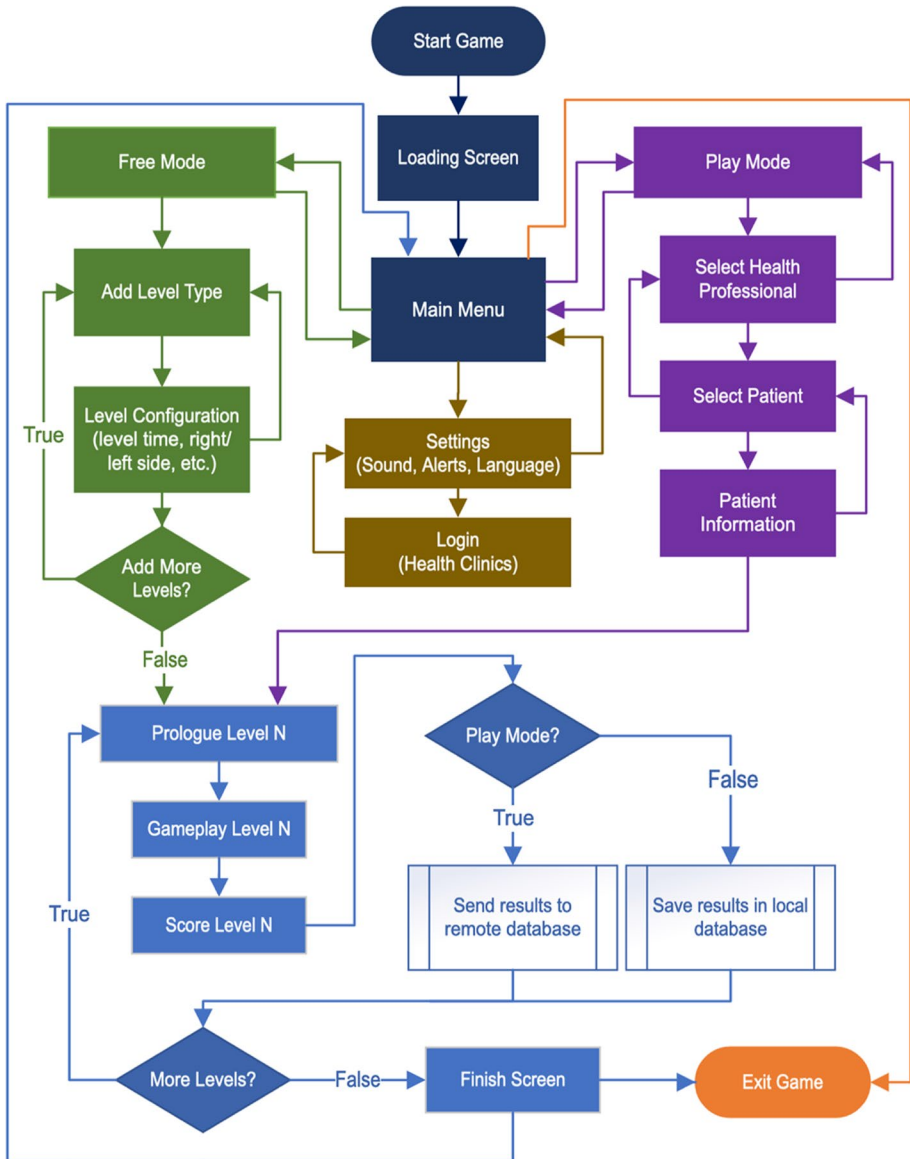 Start Game
Loading Screen
Free Mode
Play Mode
Add Level Type
Main Menu
Select Health
Professional
Select Patient
Level Configuration
(level time, right/
left side, etc.)
True
Settings
(Sound, Alerts, Language)
Patient
Information
Login
(Health Clinics)
Add More
Levels?
False
Prologue Level N
Play Mode?
Gameplay Level N
True
False
Score Level N
True
Send results to
remote database
Save results in local
database
More Levels?
False
Finish Screen
Exit Game